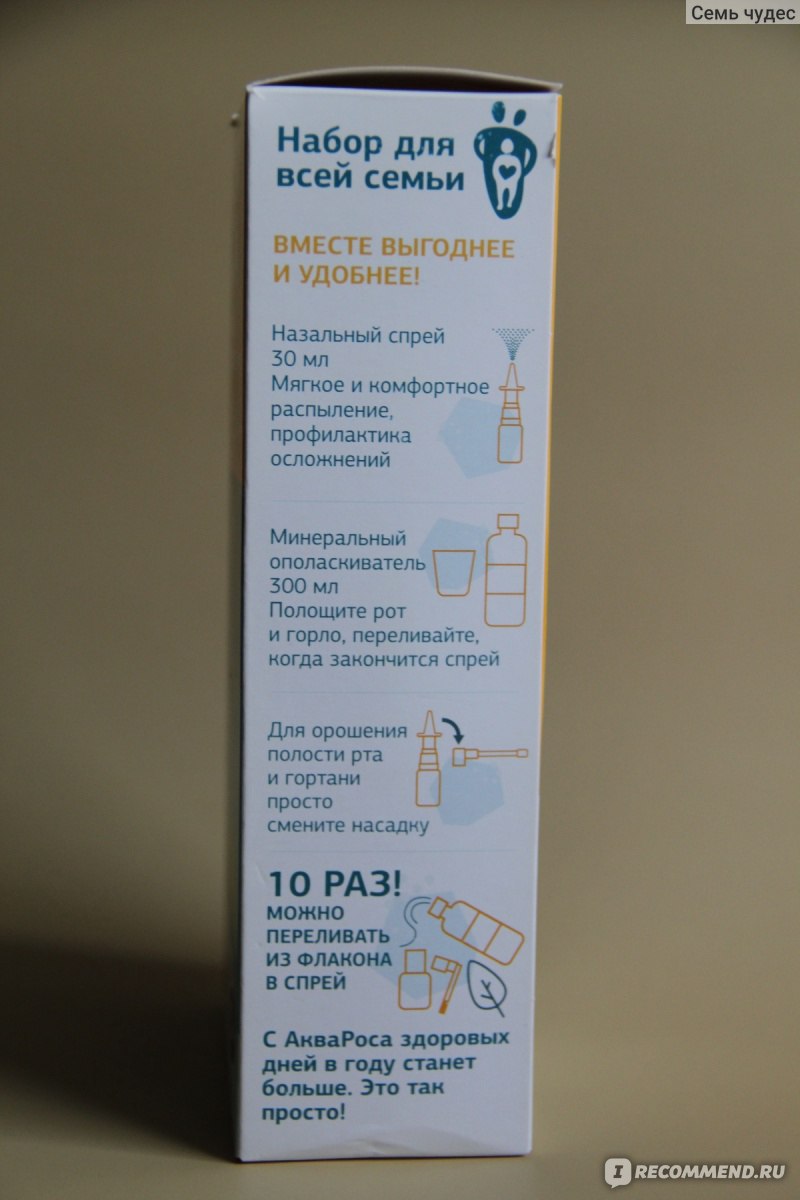 Семь чудес
Набор для
всей семьи
ВМЕСТЕ ВЫГОДНЕЕ
И УДОБНЕЕ!
Назальный спрей
30 мл
Мягкое и комфортное
распыление,
профилактика
осложнений
Минеральный
ополаскиватель
300 мл
Полощите рот
и горло, переливайте,
когда закончится спрей
Для орошения
полости рта
и гортани
просто
смените насадку
10 РАЗ!
МОЖНО
ПЕРЕЛИВАТЬ
ИЗ ФЛАКОНА
В СПРЕЙ
С АкваРоса здоровых
дней в году станет
больше. Это так
просто!
IRECOMMEND.RU